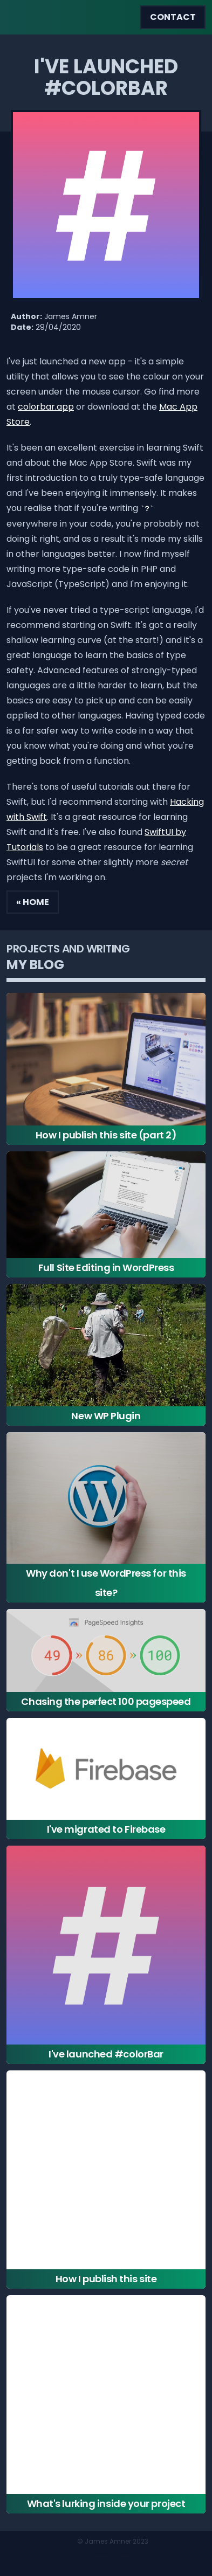 CONTACT
I'VE LAUNCHED
#COLORBAR
#
Author: James Amner
Date: 29/04/2020
I've just launched a new app - it's a simple
utility that allows you to see the colour on your
screen under the mouse cursor. Go find more
at colorbar.app or download at the Mac App
Store.
It's been an excellent exercise in learning Swift
and about the Mac App Store. Swift was my
first introduction to a truly type-safe language
and I've been enjoying it immensely. It makes
you realise that if you're writing `?`
everywhere in your code, you're probably not
doing it right, and as a result it's made my skills
in other languages better. I now find myself
writing more type-safe code in PHP and
JavaScript (TypeScript) and I'm enjoying it.
If you've never tried a type-script language, I'd
recommend starting on Swift. It's got a really
shallow learning curve (at the start!) and it's a
great language to learn the basics of type
safety. Advanced features of strongly-typed
languages are a little harder to learn, but the
basics are easy to pick up and can be easily
applied to other languages. Having typed code
is a far safer way to write code in a way that
you know what you're doing and what you're
getting back from a function.
There's tons of useful tutorials out there for
Swift, but I'd recommend starting with Hacking
with Swift. It's a great resource for learning
Swift and it's free. I've also found SwiftUI by
Tutorials to be a great resource for learning
SwiftUI for some other slightly more secret
projects I'm working on.
« HOME
PROJECTS AND WRITING
MY BLOG
How I publish this site (part 2)
Full Site Editing in WordPress
New WP Plugin
Why don't I use WordPress for this
site?
PageSpeed Insights
49 » 86 » 100
Chasing the perfect 100 pagespeed
Firebase
I've migrated to Firebase
#
I've launched #colorBar
How I publish this site
What's lurking inside your project
© James Amner 2023